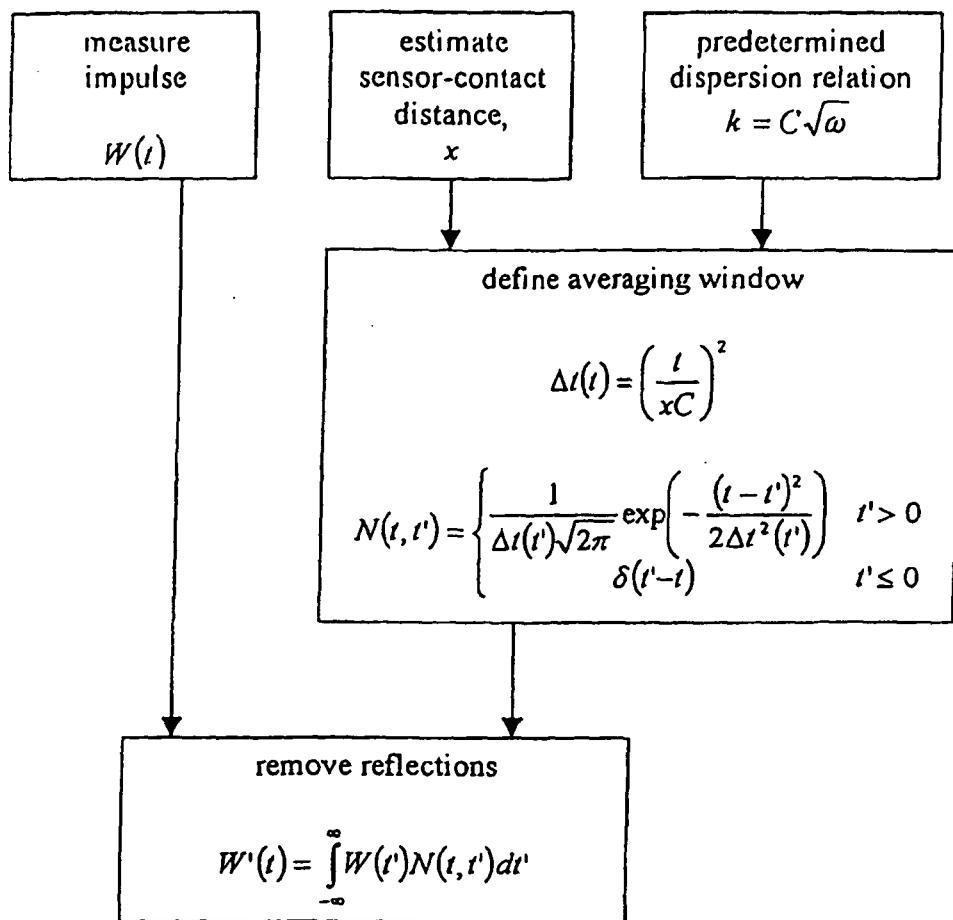 measure
impulse
W(t)
estimate
sensor-contact
distance,
x
predetermined
dispersion relation
k = C√ω
define averaging window
Δt(t) = (t/xC)²
N(t, t') = { 1/(Δt(t')√2π) exp(-(t - t')²/(2Δt²(t'))) t' > 0
δ(t'-t) t' ≤ 0
remove reflections
W'(t) = ∫_{-∞}^{∞} W(t')N(t, t')dt'